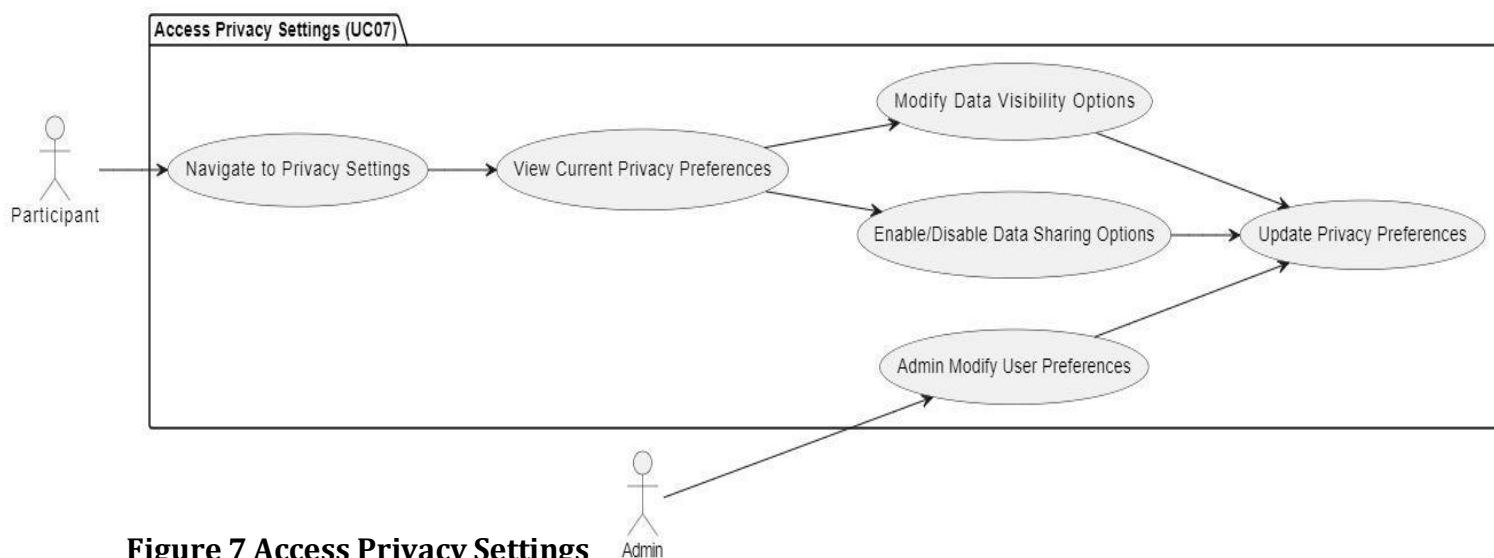 Access Privacy Settings (UC07)
Modify Data Visibility Options
Navigate to Privacy Settings
View Current Privacy Preferences
Participant
Enable/Disable Data Sharing Options
Update Privacy Preferences
Admin Modify User Preferences
Figure 7 Access Privacy Settings
Admin